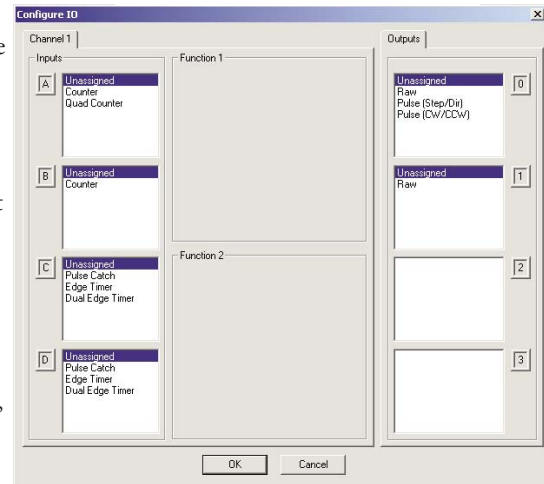 Configure IO
Channel 1
Inputs
A
Unassigned
Counter
Quad Counter
B
Unassigned
Counter
C
Unassigned
Pulse Catch
Edge Timer
Dual Edge Timer
D
Unassigned
Pulse Catch
Edge Timer
Dual Edge Timer
Function 1
Function 2
Outputs
Unassigned
Raw
Pulse (Step/Dir)
Pulse (CW/CCW)
0
Unassigned
Raw
1
2
3
OK
Cancel